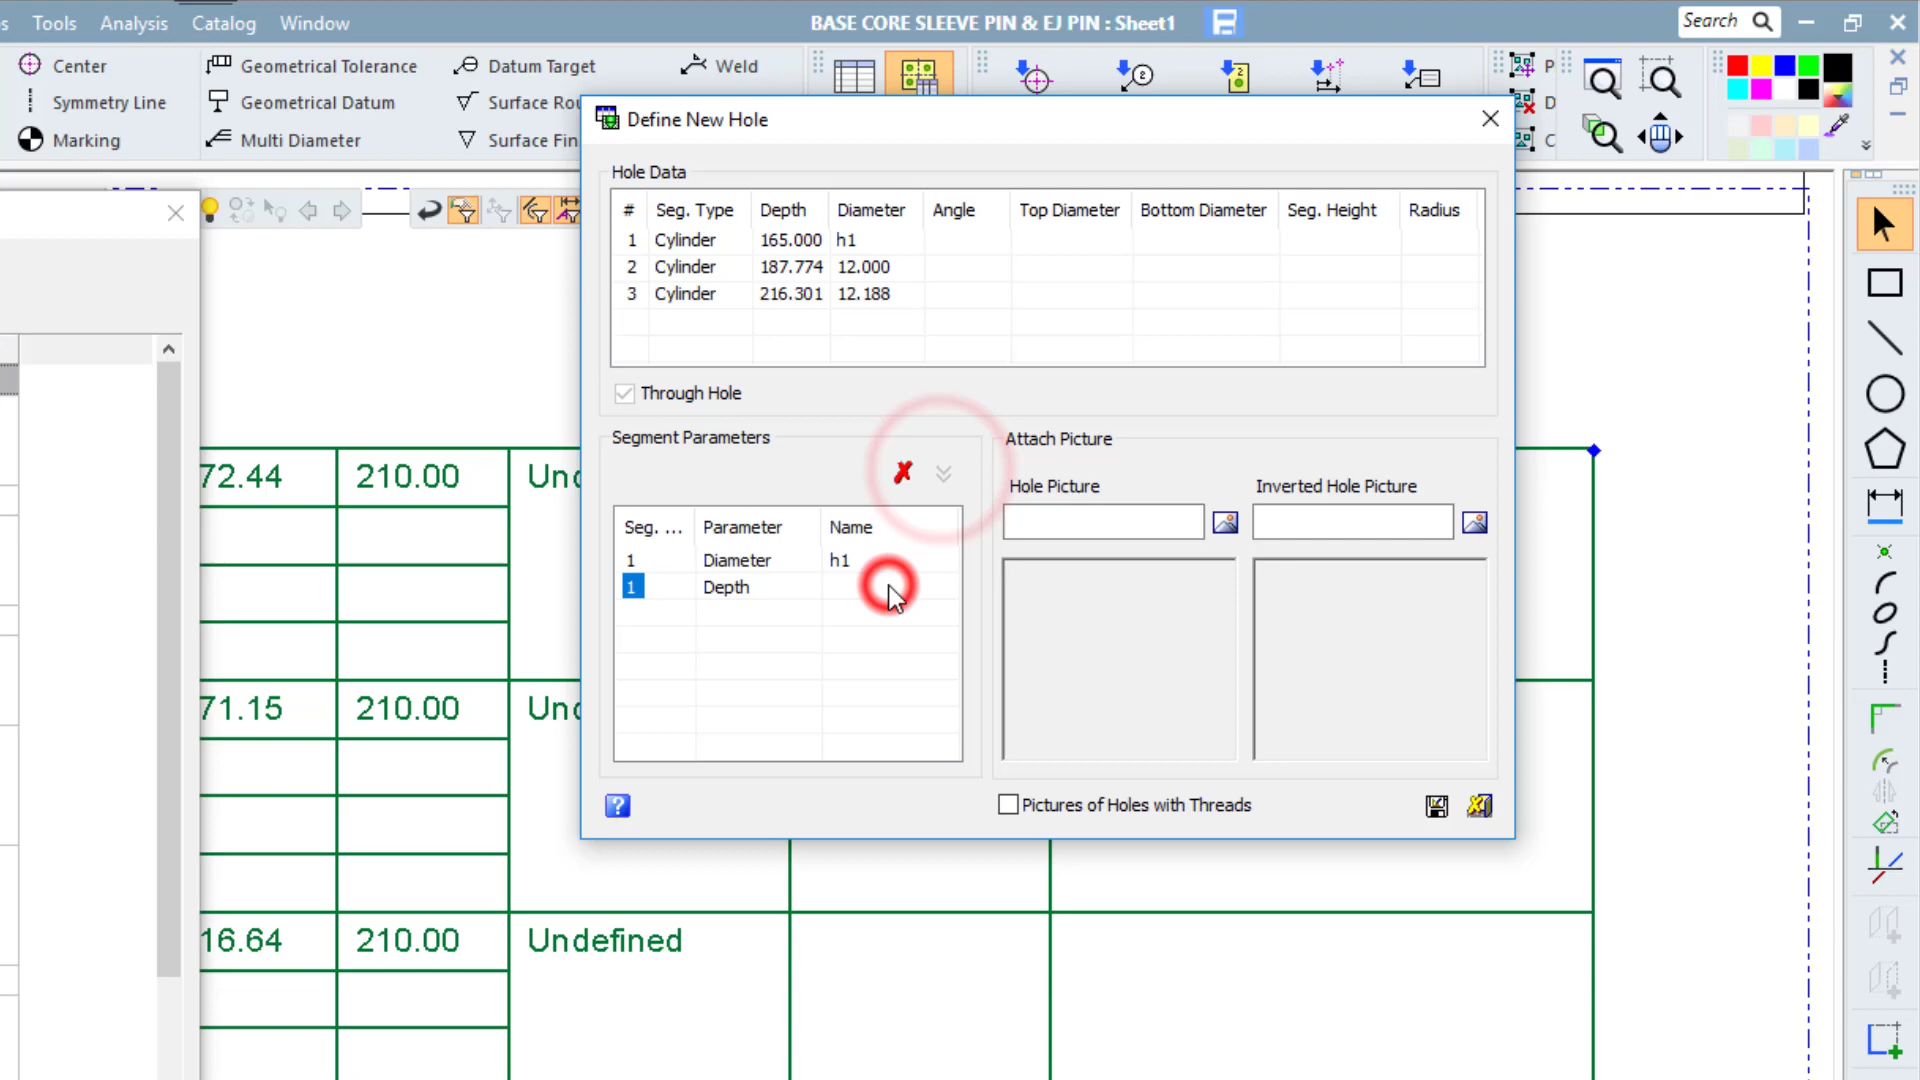 s Tools Analysis Catalog Window
BASE CORE SLEEVE PIN & EJ PIN : Sheet1
Search
Center
Geometrical Tolerance
Datum Target
Weld
P
Symmetry Line
Geometrical Datum
Surface Rou
D
Marking
Multi Diameter
Surface Fin
C
Define New Hole
Hole Data
# Seg. Type Depth Diameter Angle Top Diameter Bottom Diameter Seg. Height Radius
1 Cylinder 165.000 h1
2 Cylinder 187.774 12.000
3 Cylinder 216.301 12.188
Through Hole
Segment Parameters
Attach Picture
Hole Picture
Inverted Hole Picture
Seg. ... Parameter Name
1 Diameter h1
1 Depth
Pictures of Holes with Threads
72.44 210.00 Und
71.15 210.00 Und
16.64 210.00 Undefined